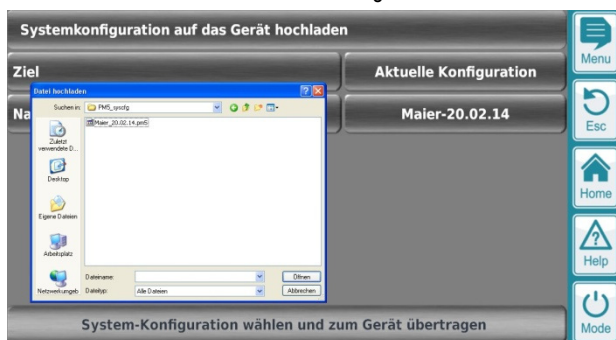 Systemkonfiguration auf das Gerät hochladen
Menu
Ziel
Aktuelle Konfiguration
Datei hochladen
Na
Maier-20.02.14
Suchen in:
PM5_syscfg
Maier_20.02.14.pm5
Zuletzt
verwendete D...
Desktop
Eigene Dateien
Arbeitsplatz
Netzwerkumgeb
Dateiname:
Öffnen
Dateityp:
Alle Dateien
Abbrechen
Esc
Home
Help
Mode
System-Konfiguration wählen und zum Gerät übertragen